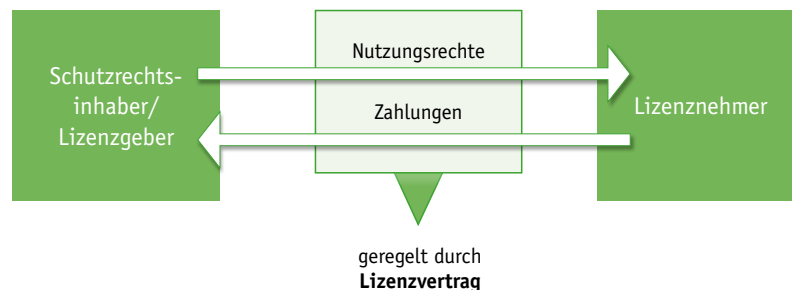 Schutzrechts-
inhaber/
Lizenzgeber
Nutzungsrechte
Zahlungen
Lizenznehmer
geregelt durch
Lizenzvertrag